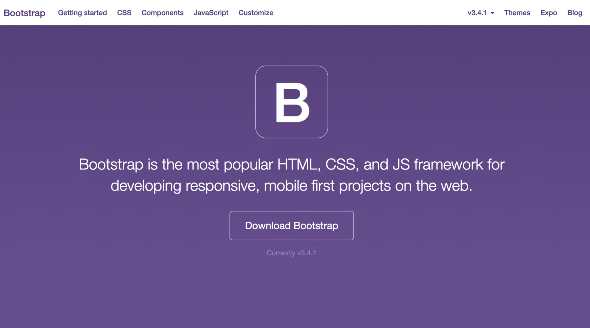 Bootstrap Getting started CSS Components JavaScript Customize v3.4.1 Themes Expo Blog
B
Bootstrap is the most popular HTML, CSS, and JS framework for
developing responsive, mobile first projects on the web.
Download Bootstrap
Currently v3.4.1